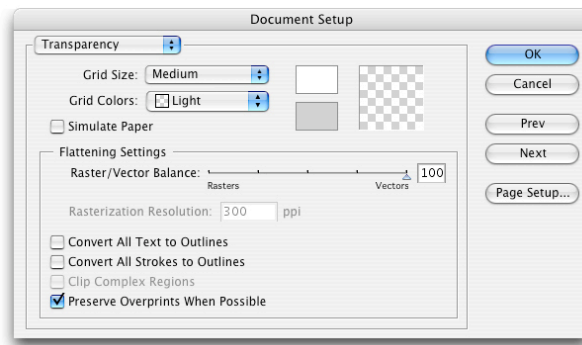 Document Setup
Transparency
Grid Size: Medium
Grid Colors: Light
Simulate Paper
Flattening Settings
Raster/Vector Balance: 100
Rasters Vectors
Rasterization Resolution: 300 ppi
Convert All Text to Outlines
Convert All Strokes to Outlines
Clip Complex Regions
Preserve Overprints When Possible
OK
Cancel
Prev
Next
Page Setup...